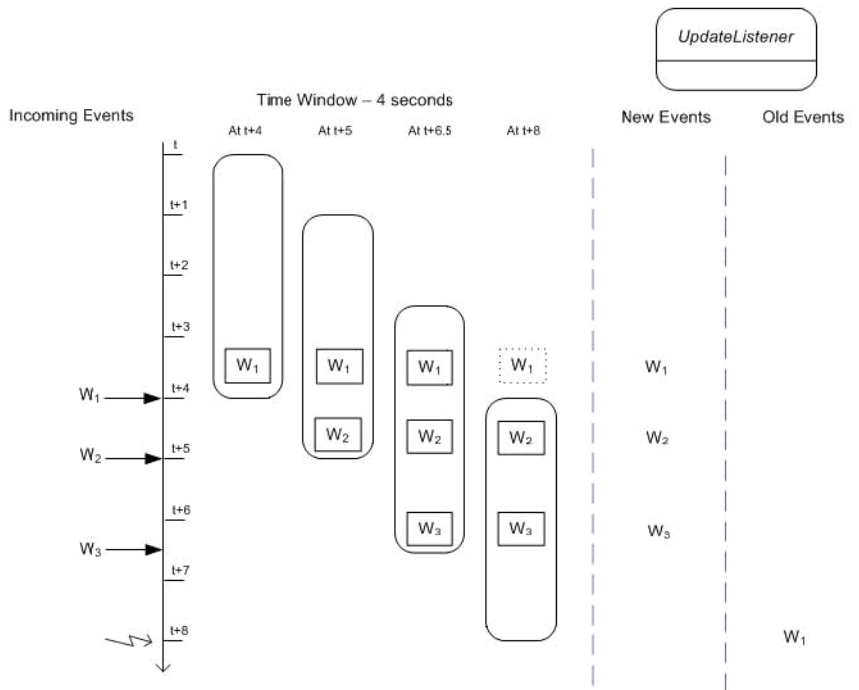 UpdateListener
Time Window – 4 seconds
Incoming Events
New Events
Old Events
At t+4
At t+5
At t+6.5
At t+8
t
t+1
t+2
t+3
W₁
W₁
W₁
W₁
W₁
t+4
W₁
W₂
W₂
W₂
W₂
t+5
W₂
t+6
W₃
W₃
W₃
W₃
t+7
t+8
W₁